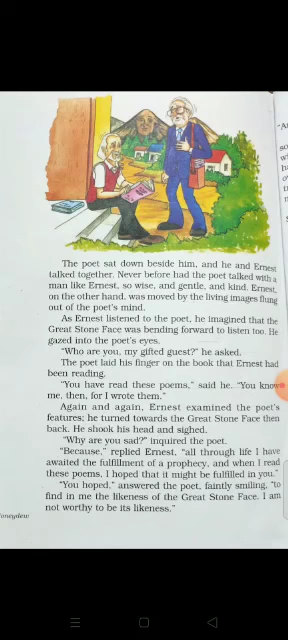 The poet sat down beside him, and he and Ernest
talked together. Never before had the poet talked with a
man like Ernest, so wise, and gentle, and kind. Ernest,
on the other hand, was moved by the living images flung
out of the poet's mind.
As Ernest listened to the poet, he imagined that the
Great Stone Face was bending forward to listen too. He
gazed into the poet's eyes.
"Who are you, my gifted guest?" he asked.
The poet laid his finger on the book that Ernest had
been reading.
"You have read these poems," said he. "You know
me, then, for I wrote them."
Again and again, Ernest examined the poet's
features; he turned towards the Great Stone Face then
back. He shook his head and sighed.
"Why are you sad?" inquired the poet.
"Because," replied Ernest, "all through life I have
awaited the fulfillment of a prophecy, and when I read
these poems, I hoped that it might be fulfilled in you."
"You hoped," answered the poet, faintly smiling, "to
find in me the likeness of the Great Stone Face. I am
not worthy to be its likeness."
oneydew